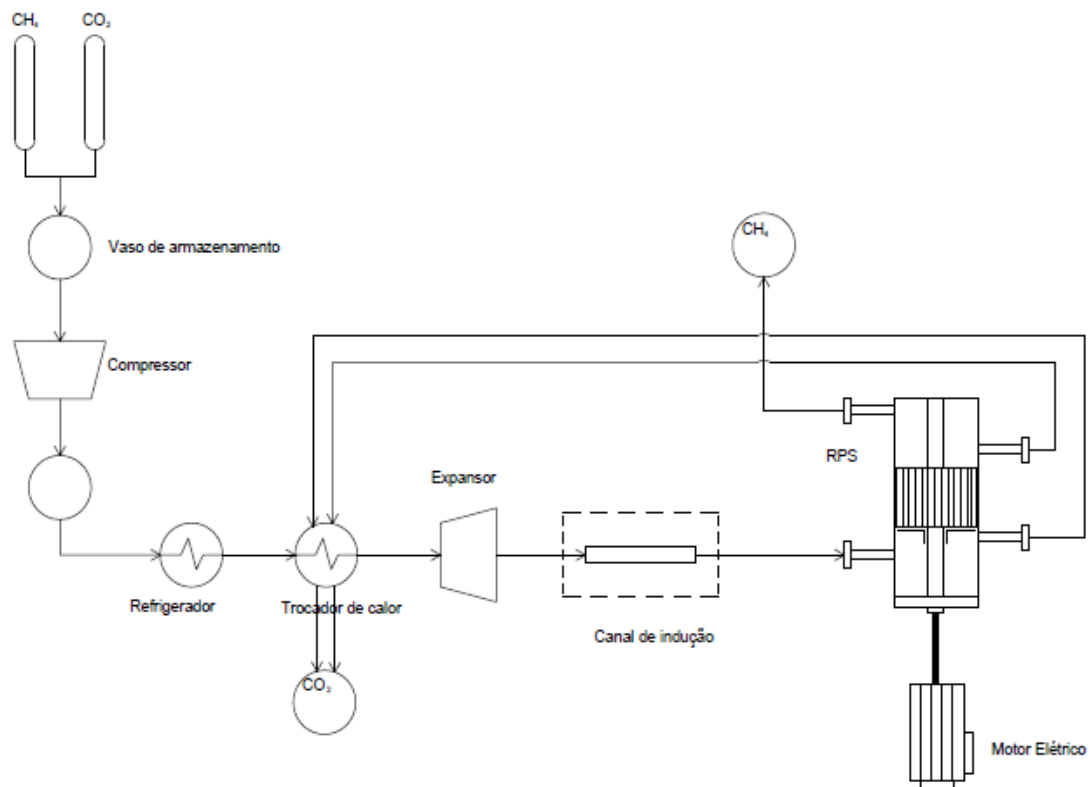 CH₄
CO₂
Vaso de armazenamento
CH₄
Compressor
RPS
Expansor
Refrigerador
Trocador de calor
Canal de indução
CO₂
Motor Elétrico